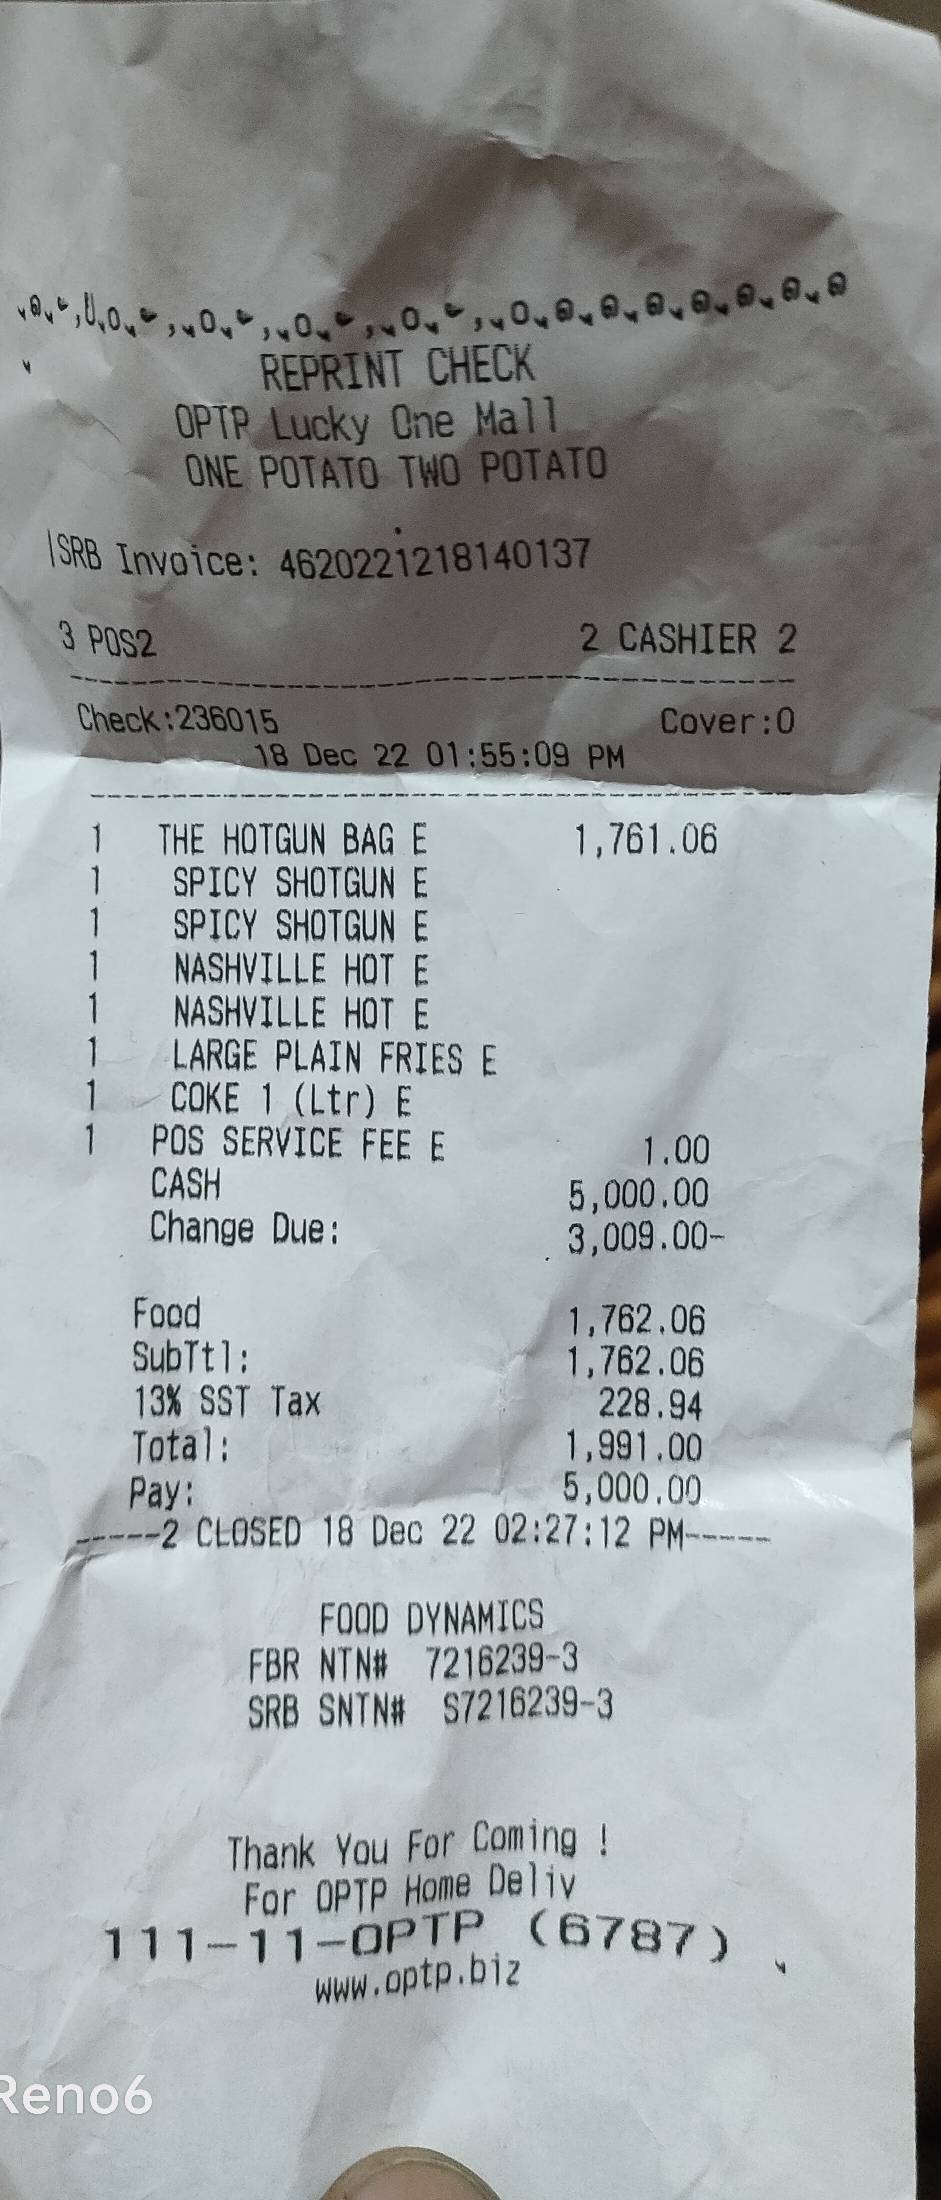 REPRINT CHECK
OPTP Lucky One Mall
ONE POTATO TWO POTATO
SRB Invoice: 4620221218140137
3 POS2 2 CASHIER 2
Check:236015 Cover:0
18 Dec 22 01:55:09 PM
1 THE HOTGUN BAG E 1,761.06
1 SPICY SHOTGUN E
1 SPICY SHOTGUN E
1 NASHVILLE HOT E
1 NASHVILLE HOT E
1 LARGE PLAIN FRIES E
1 COKE 1 (Ltr) E
1 POS SERVICE FEE E 1.00
CASH 5,000.00
Change Due: 3,009.00-
Food 1,762.06
SubTtl: 1,762.06
13% SST Tax 228.94
Total: 1,991.00
Pay: 5,000.00
-----2 CLOSED 18 Dec 22 02:27:12 PM-----
FOOD DYNAMICS
FBR NTN# 7216239-3
SRB SNTN# S7216239-3
Thank You For Coming !
For OPTP Home Deliv
111-11-OPTP (6787)
www.optp.biz
Reno6